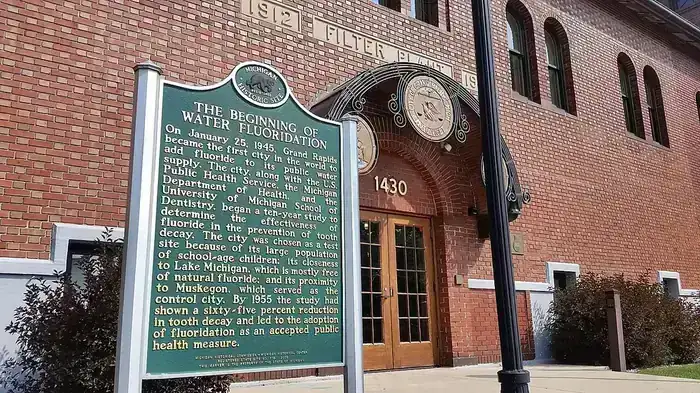 1912
FILTER PLANT
1430
MICHIGAN
HISTORIC SITE
THE BEGINNING OF
WATER FLUORIDATION
On January 25, 1945, Grand Rapids
became the first city in the world to
add fluoride to its public water
supply. The city, along with the U.S.
Public Health Service, the Michigan
Department of Health, and the
University of Michigan School of
Dentistry, began a ten-year study to
determine the effectiveness of
fluoride in the prevention of tooth
decay. The city was chosen as a test
site because of its large population
of school-age children; its closeness
to Lake Michigan, which is mostly free
of natural fluoride; and its proximity
to Muskegon, which served as the
control city. By 1955 the study had
shown a sixty-five percent reduction
in tooth decay and led to the adoption
of fluoridation as an accepted public
health measure.
MICHIGAN HISTORICAL COMMISSION